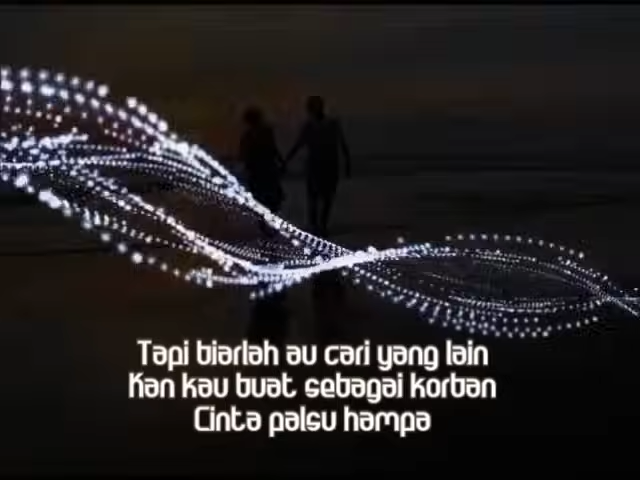 Tapi biarlah au cari yang lain
Kan kau buat sebagai korban
Cinta palsu hampa